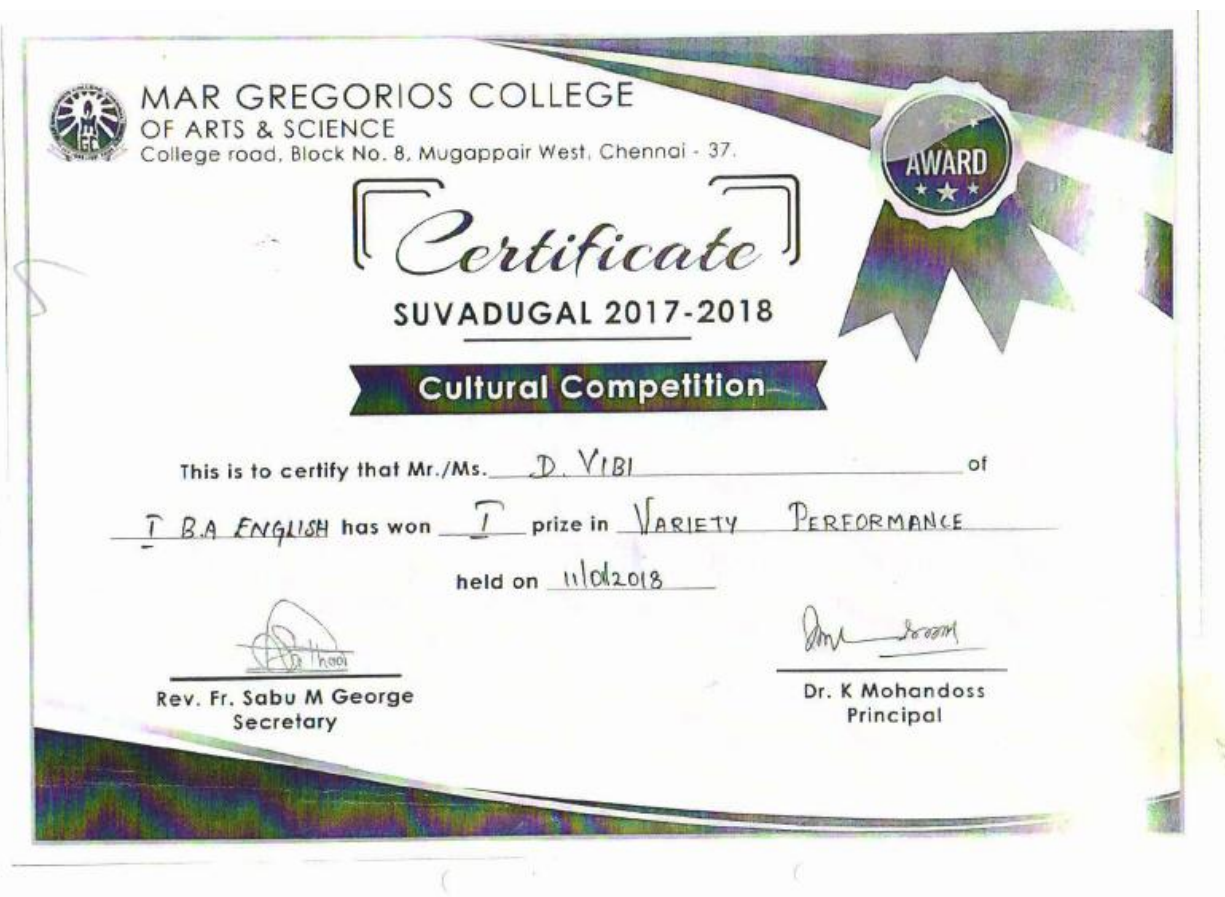 MAR GREGORIOS COLLEGE
OF ARTS & SCIENCE
College road, Block No. 8, Mugappair West, Chennai - 37.
AWARD
Certificate
SUVADUGAL 2017-2018
Cultural Competition
This is to certify that Mr./Ms. D. VIBI of
I B.A ENGLISH has won I prize in VARIETY PERFORMANCE
held on 11/01/2018
Rev. Fr. Sabu M George
Secretary
Dr. K Mohandoss
Principal